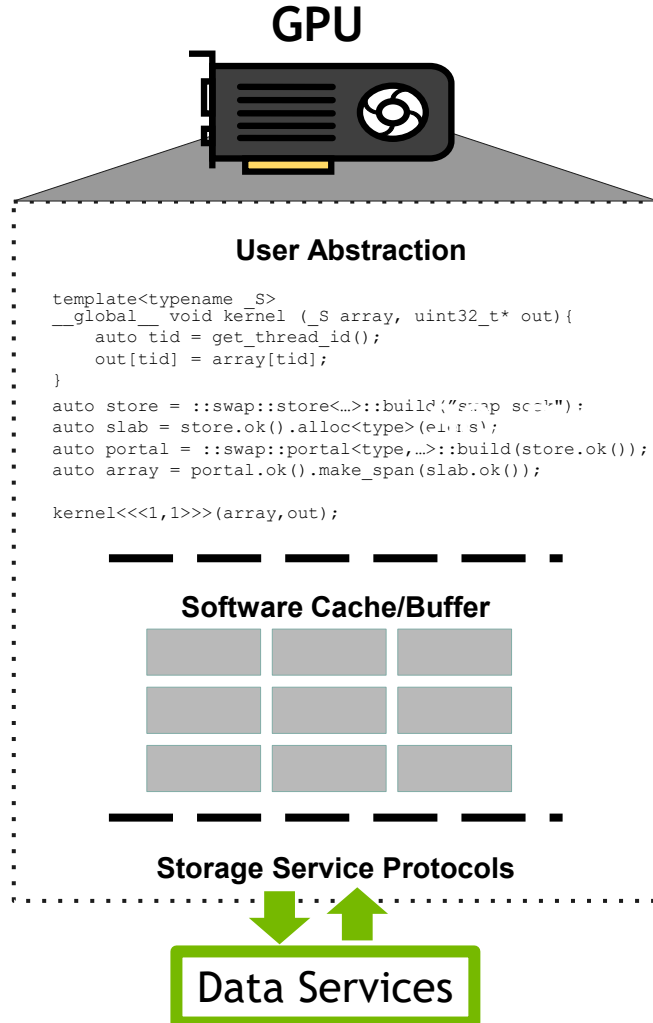 GPU
User Abstraction
template<typename _S>
__global__ void kernel (_S array, uint32_t* out){
    auto tid = get_thread_id();
    out[tid] = array[tid];
}
auto store = ::swap::store<…>::build(”swap sock");
auto slab = store.ok().alloc<type>(elems);
auto portal = ::swap::portal<type,…>::build(store.ok());
auto array = portal.ok().make_span(slab.ok());
kernel<<<1,1>>>(array,out);
Software Cache/Buffer
Storage Service Protocols
Data Services